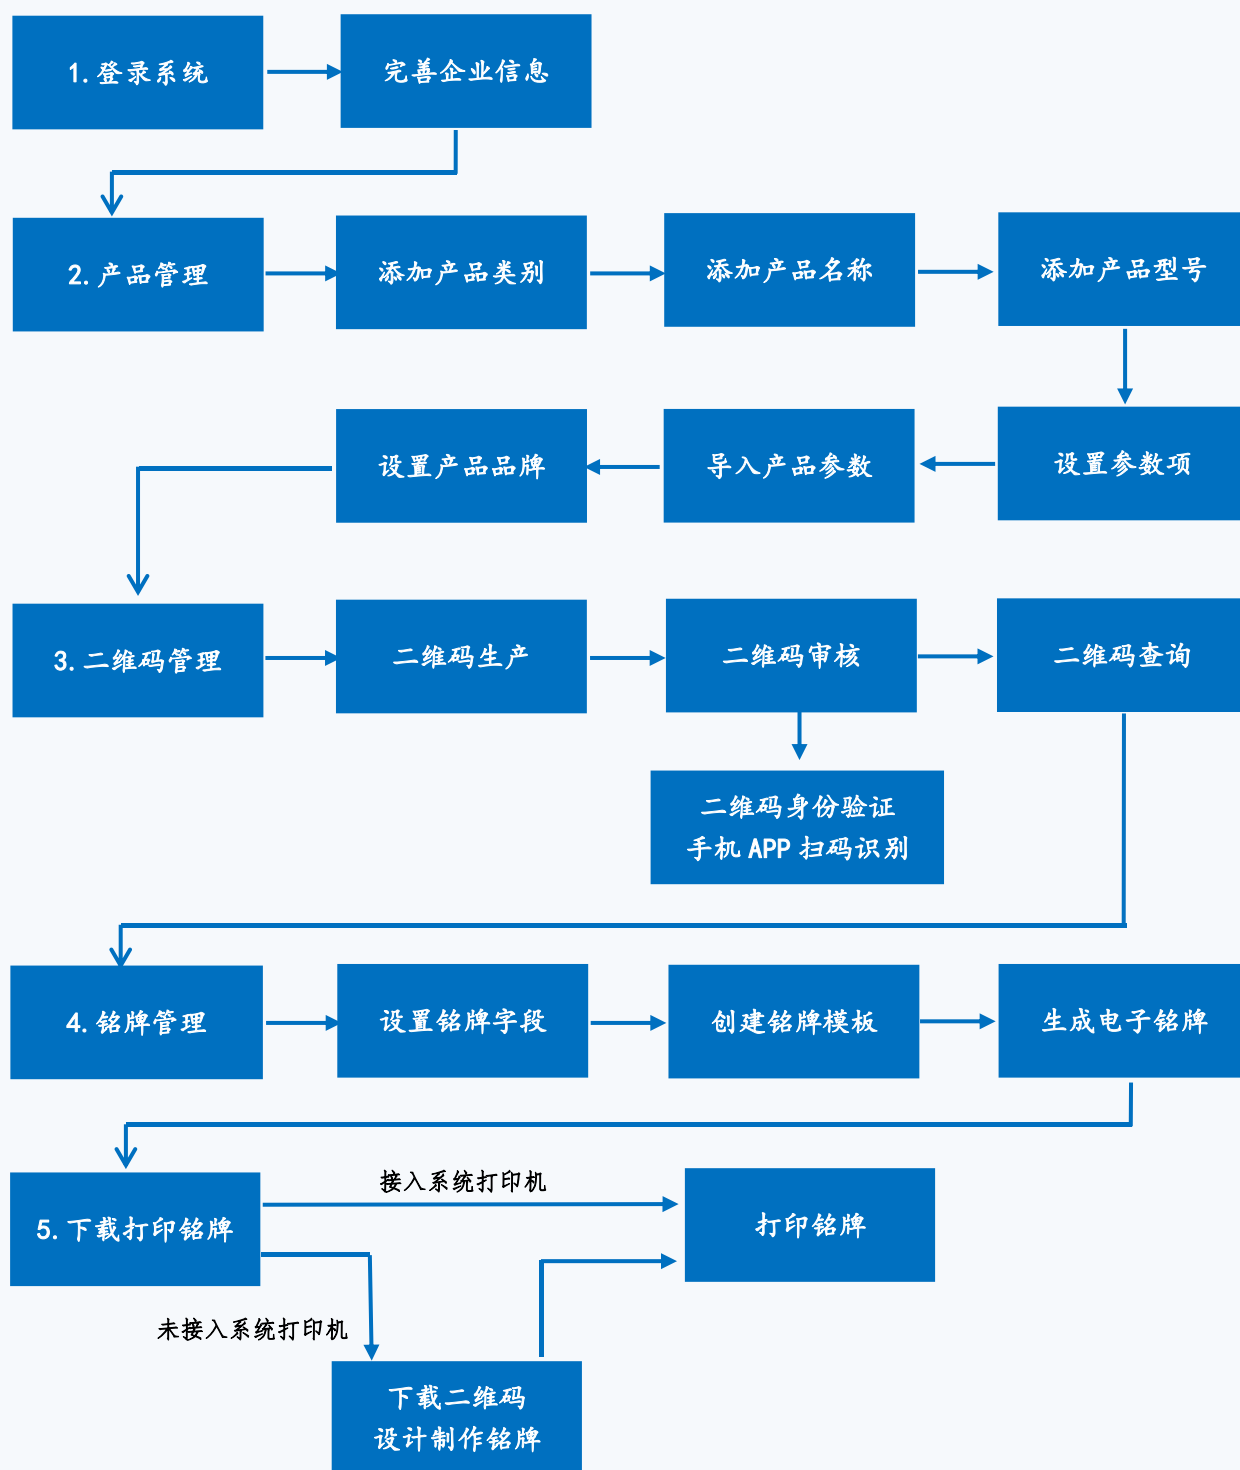 1.登录系统
完善企业信息
2.产品管理
添加产品类别
添加产品名称
添加产品型号
设置产品品牌
导入产品参数
设置参数项
3.二维码管理
二维码生产
二维码审核
二维码查询
二维码身份验证
手机APP扫码识别
4.铭牌管理
设置铭牌字段
创建铭牌模板
生成电子铭牌
接入系统打印机
5.下载打印铭牌
打印铭牌
未接入系统打印机
下载二维码
设计制作铭牌